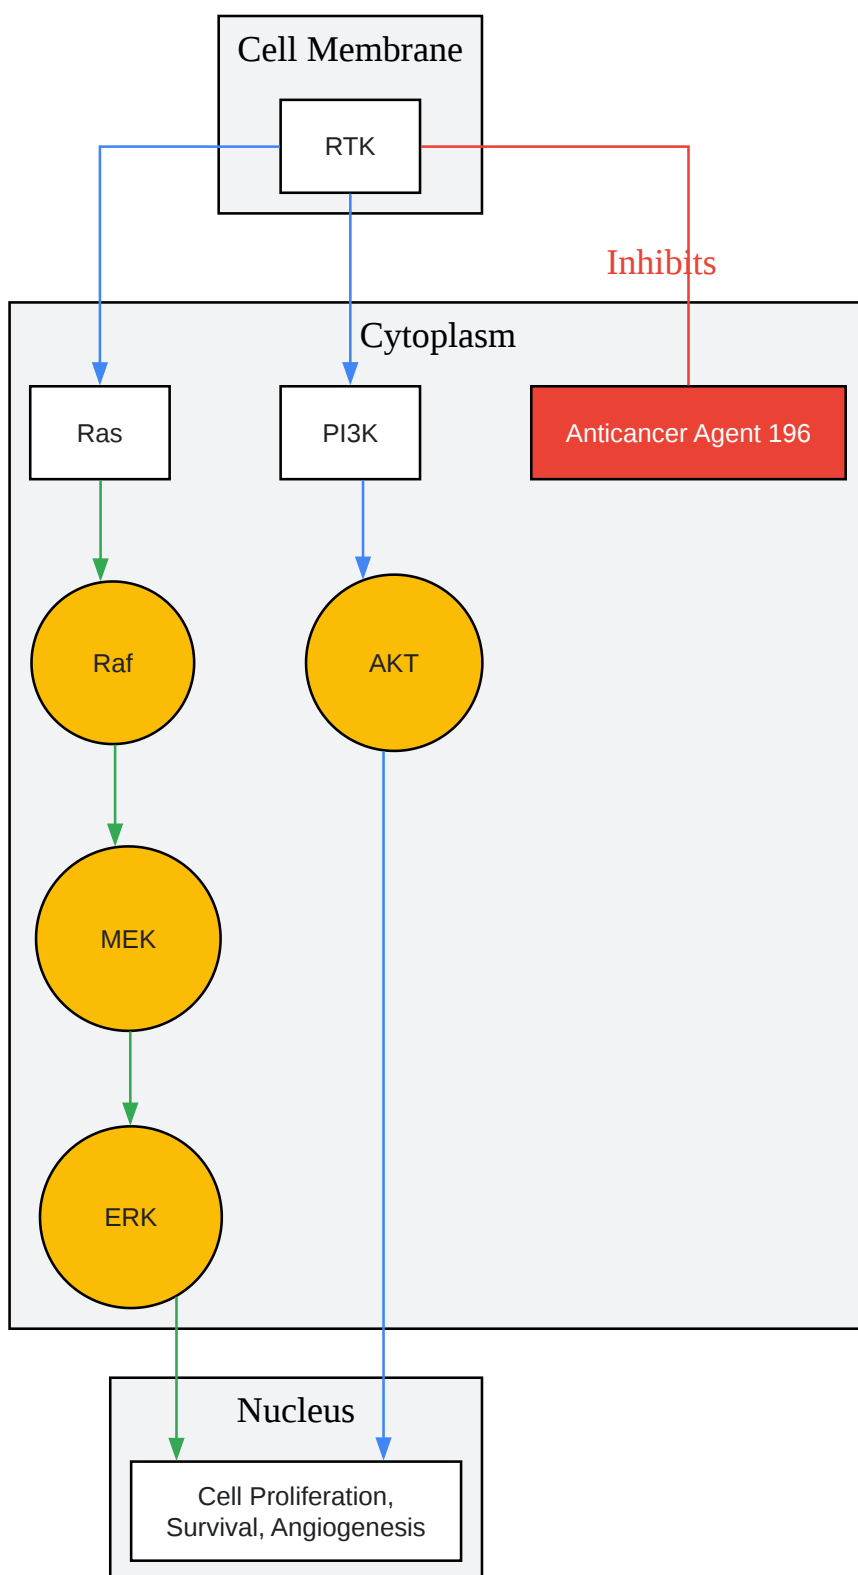 Cell Membrane
RTK
Inhibits
Cytoplasm
Ras
PI3K
Anticancer Agent 196
Raf
AKT
MEK
ERK
Nucleus
Cell Proliferation,
Survival, Angiogenesis